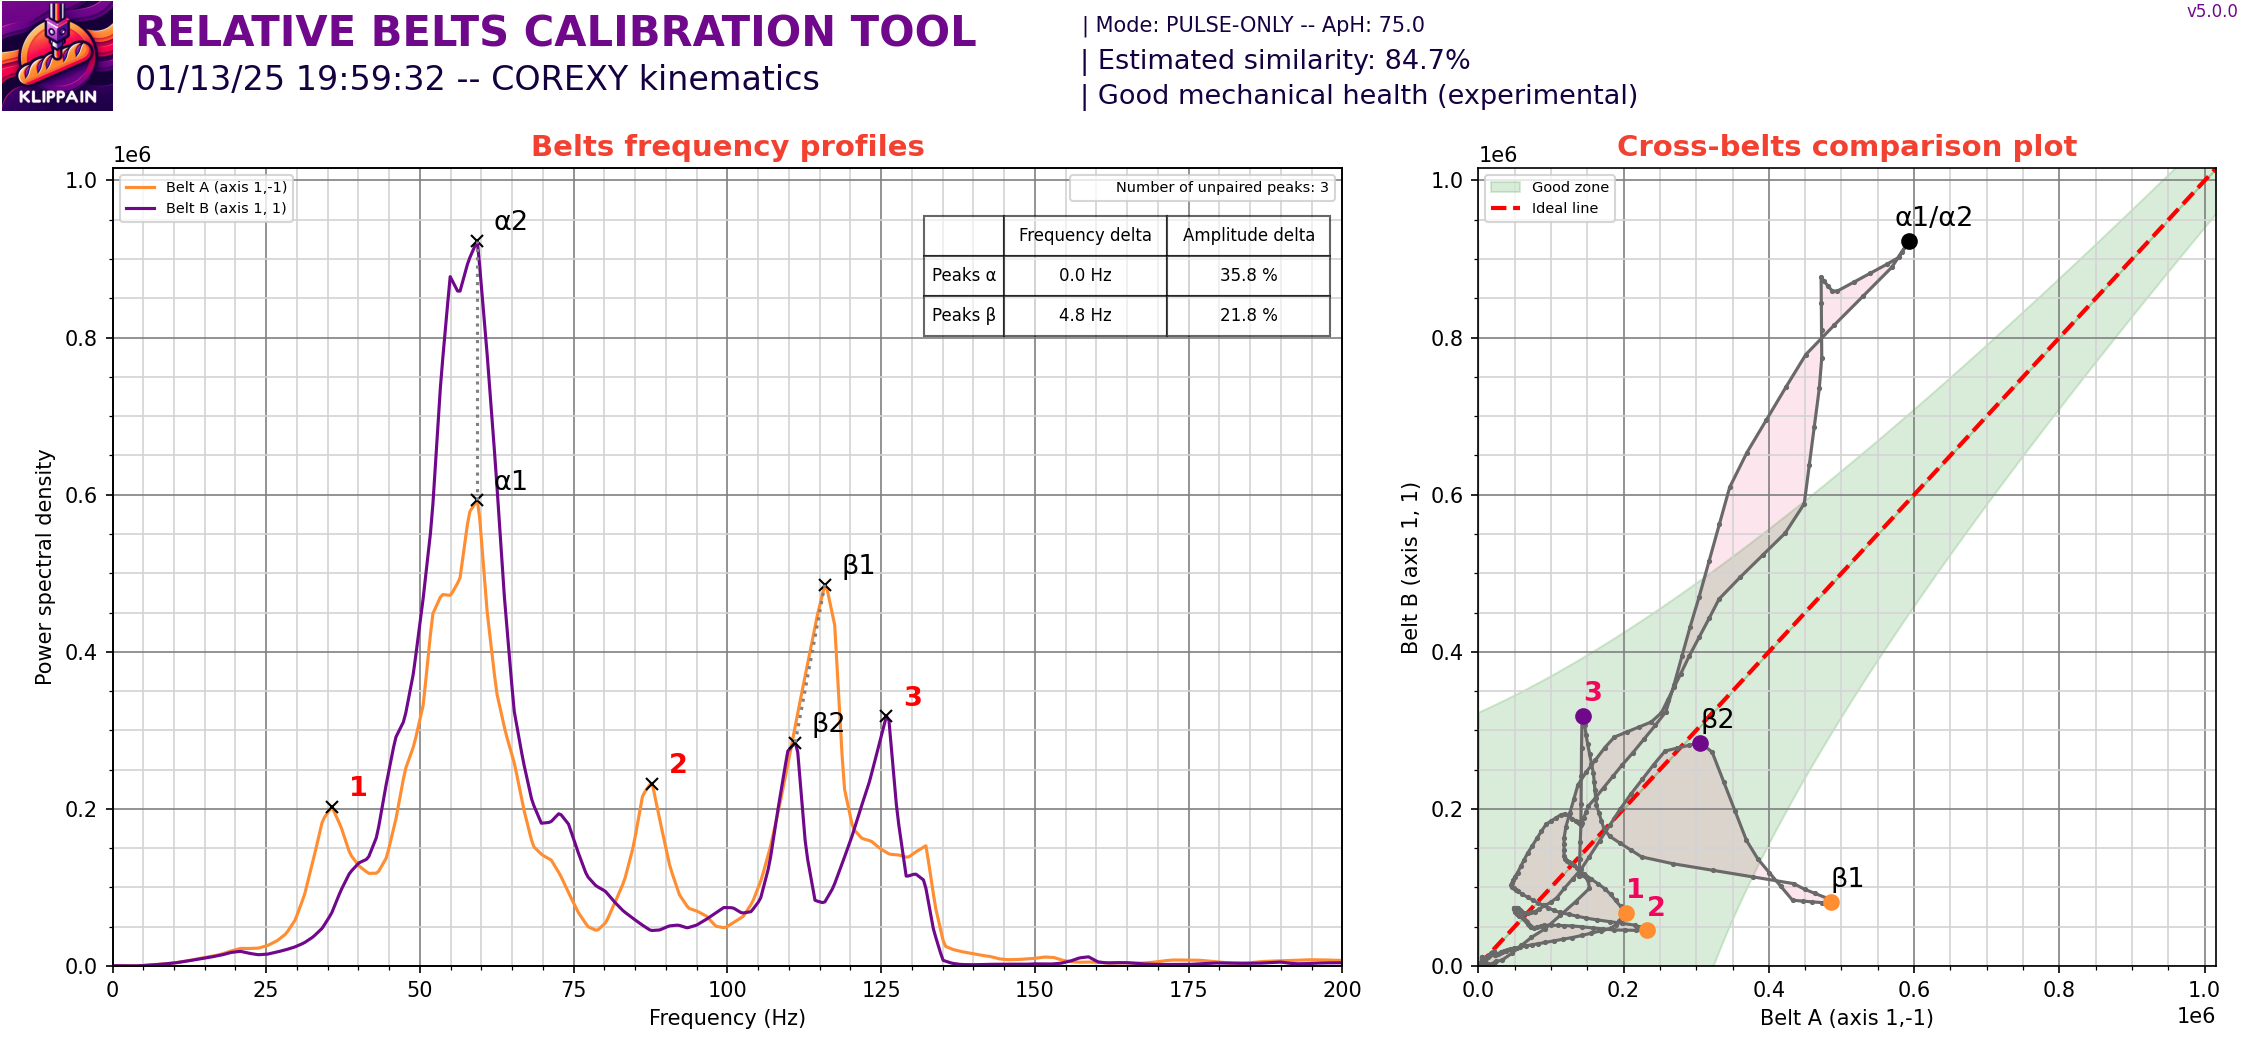 KLIPPAIN
RELATIVE BELTS CALIBRATION TOOL
01/13/25 19:59:32 -- COREXY kinematics
| Mode: PULSE-ONLY -- ApH: 75.0
| Estimated similarity: 84.7%
| Good mechanical health (experimental)
v5.0.0
Belts frequency profiles
1e6
Belt A (axis 1,-1)
Belt B (axis 1, 1)
Number of unpaired peaks: 3
Frequency delta Amplitude delta
Peaks α 0.0 Hz 35.8 %
Peaks β 4.8 Hz 21.8 %
α2
α1
β1
β2
1
2
3
1.0
0.8
0.6
0.4
0.2
0.0
Power spectral density
0 25 50 75 100 125 150 175 200
Frequency (Hz)
Cross-belts comparison plot
1e6
Good zone
Ideal line
α1/α2
3
β2
β1
1
2
1.0
0.8
0.6
0.4
0.2
0.0
Belt B (axis 1, 1)
0.0 0.2 0.4 0.6 0.8 1.0
Belt A (axis 1,-1)
1e6